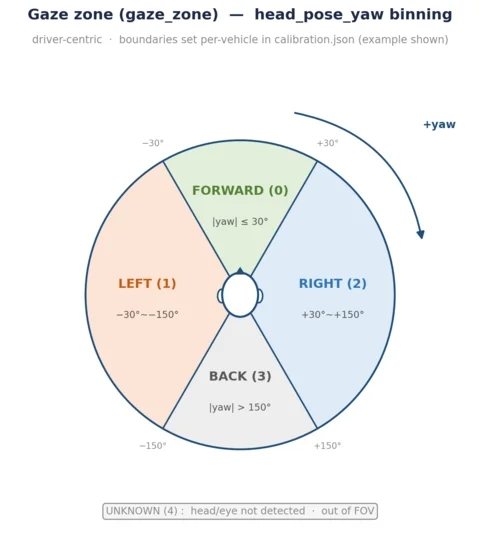 Gaze zone (gaze_zone)  —  head_pose_yaw binning
driver-centric  ·  boundaries set per-vehicle in calibration.json (example shown)
+yaw
−30°
+30°
FORWARD (0)
|yaw| ≤ 30°
LEFT (1)
RIGHT (2)
−30°~−150°
+30°~+150°
BACK (3)
|yaw| > 150°
−150°
+150°
UNKNOWN (4) :  head/eye not detected  ·  out of FOV